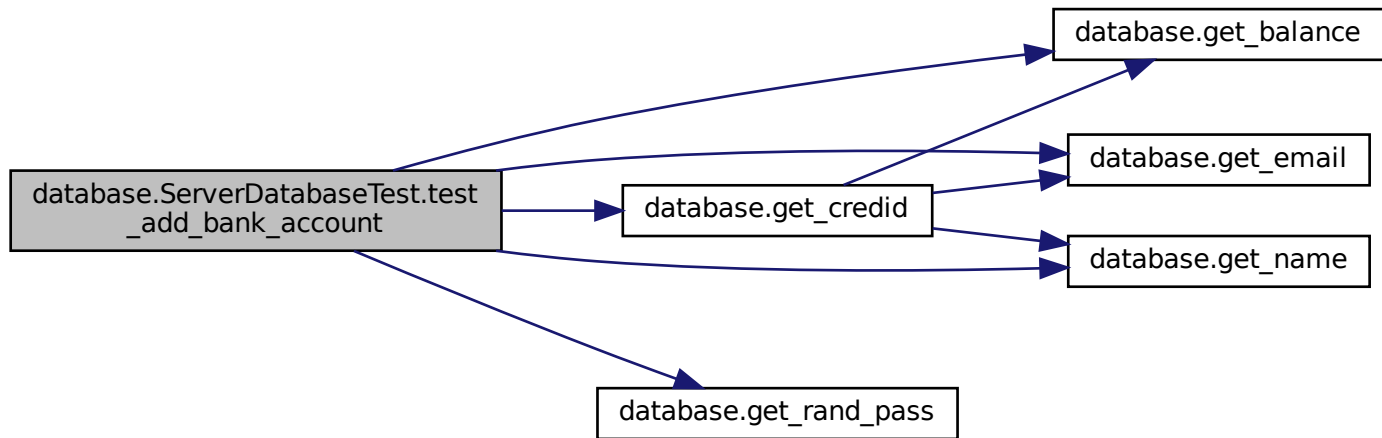 database.ServerDatabaseTest.test
_add_bank_account
database.get_balance
database.get_email
database.get_credid
database.get_name
database.get_rand_pass